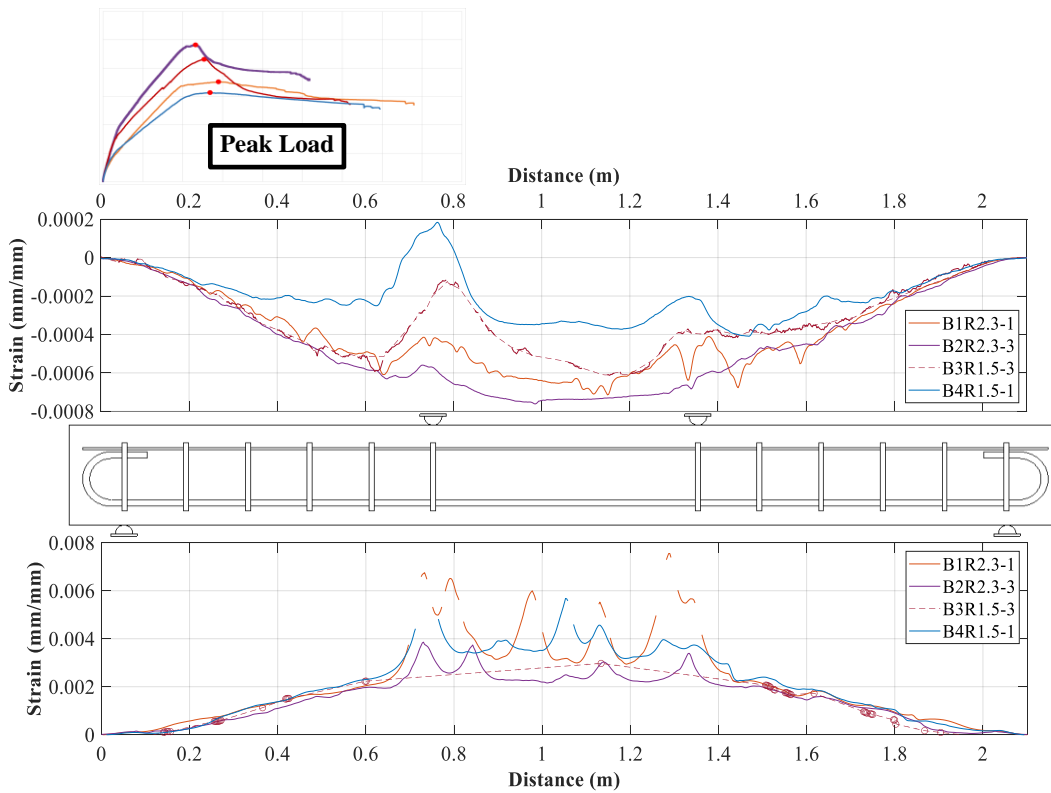 Peak Load
Distance (m)
0 0.2 0.4 0.6 0.8 1 1.2 1.4 1.6 1.8 2
0.0002
0
-0.0002
-0.0004
-0.0006
-0.0008
Strain (mm/mm)
B1R2.3-1
B2R2.3-3
B3R1.5-3
B4R1.5-1
0.008
0.006
0.004
0.002
0
Strain (mm/mm)
B1R2.3-1
B2R2.3-3
B3R1.5-3
B4R1.5-1
0 0.2 0.4 0.6 0.8 1 1.2 1.4 1.6 1.8 2
Distance (m)